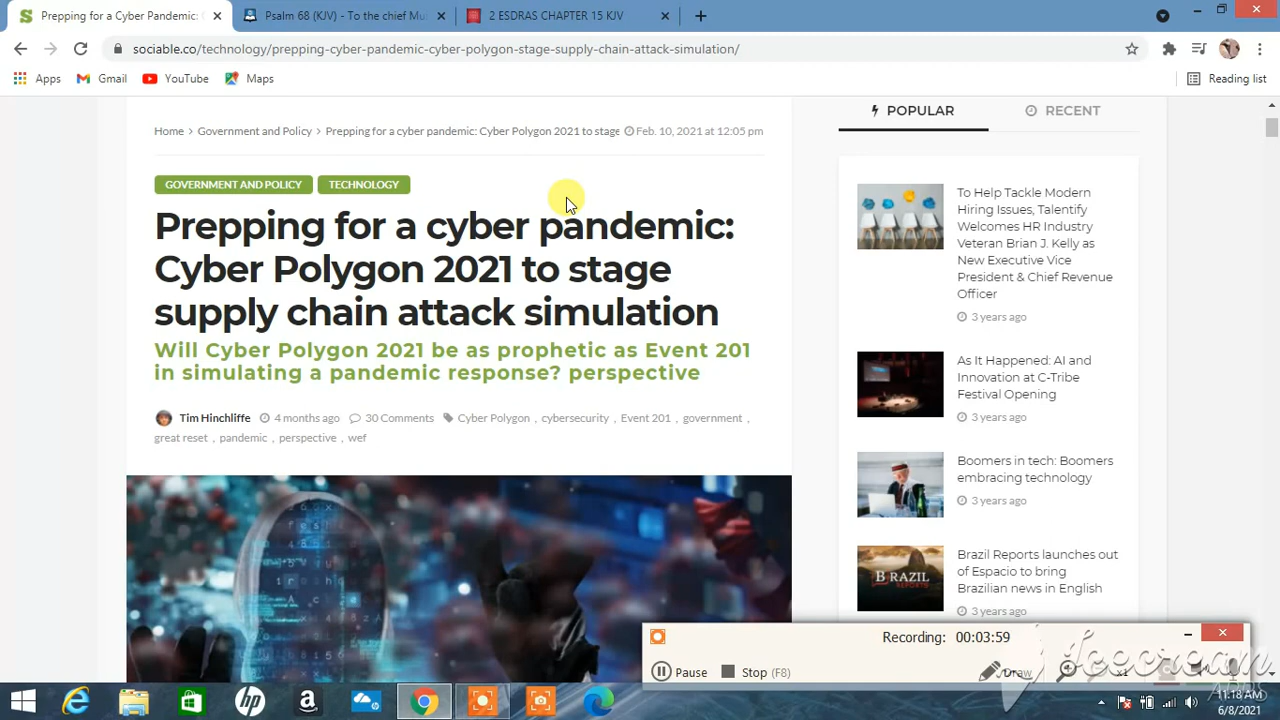 Prepping for a Cyber Pandemic: C
Psalm 68 (KJV) - To the chief Mu
2 ESDRAS CHAPTER 15 KJV
sociable.co/technology/prepping-cyber-pandemic-cyber-polygon-stage-supply-chain-attack-simulation/
Apps
Gmail
YouTube
Maps
Reading list
Home > Government and Policy > Prepping for a cyber pandemic: Cyber Polygon 2021 to stage
Feb. 10, 2021 at 12:05 pm
GOVERNMENT AND POLICY
TECHNOLOGY
Prepping for a cyber pandemic:
Cyber Polygon 2021 to stage
supply chain attack simulation
Will Cyber Polygon 2021 be as prophetic as Event 201
in simulating a pandemic response? perspective
Tim Hinchliffe 4 months ago 30 Comments Cyber Polygon , cybersecurity , Event 201 , government ,
great reset , pandemic , perspective , wef
POPULAR
RECENT
To Help Tackle Modern
Hiring Issues, Talentify
Welcomes HR Industry
Veteran Brian J. Kelly as
New Executive Vice
President & Chief Revenue
Officer
3 years ago
As It Happened: AI and
Innovation at C-Tribe
Festival Opening
3 years ago
Boomers in tech: Boomers
embracing technology
3 years ago
BRAZIL
Brazil Reports launches out
of Espacio to bring
Brazilian news in English
3 years ago
Recording: 00:03:59
Pause
Stop (F8)
Draw
x1
Icecream
11:18 AM
6/8/2021